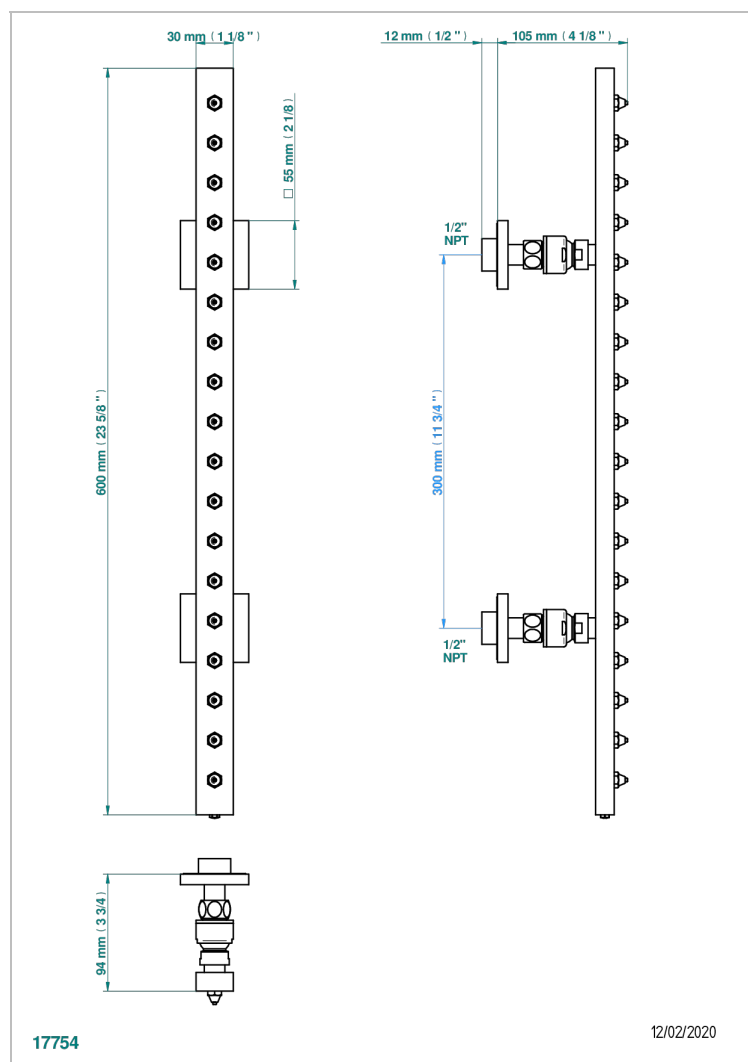 30 mm ( 1 1/8 " )
12 mm ( 1/2 " )
105 mm ( 4 1/8" )
□ 55 mm ( 2 1/8 )
1/2"
NPT
600 mm ( 23 5/8 " )
300 mm ( 11 3/4 " )
1/2"
NPT
94 mm ( 3 3/4 )
17754
12/02/2020